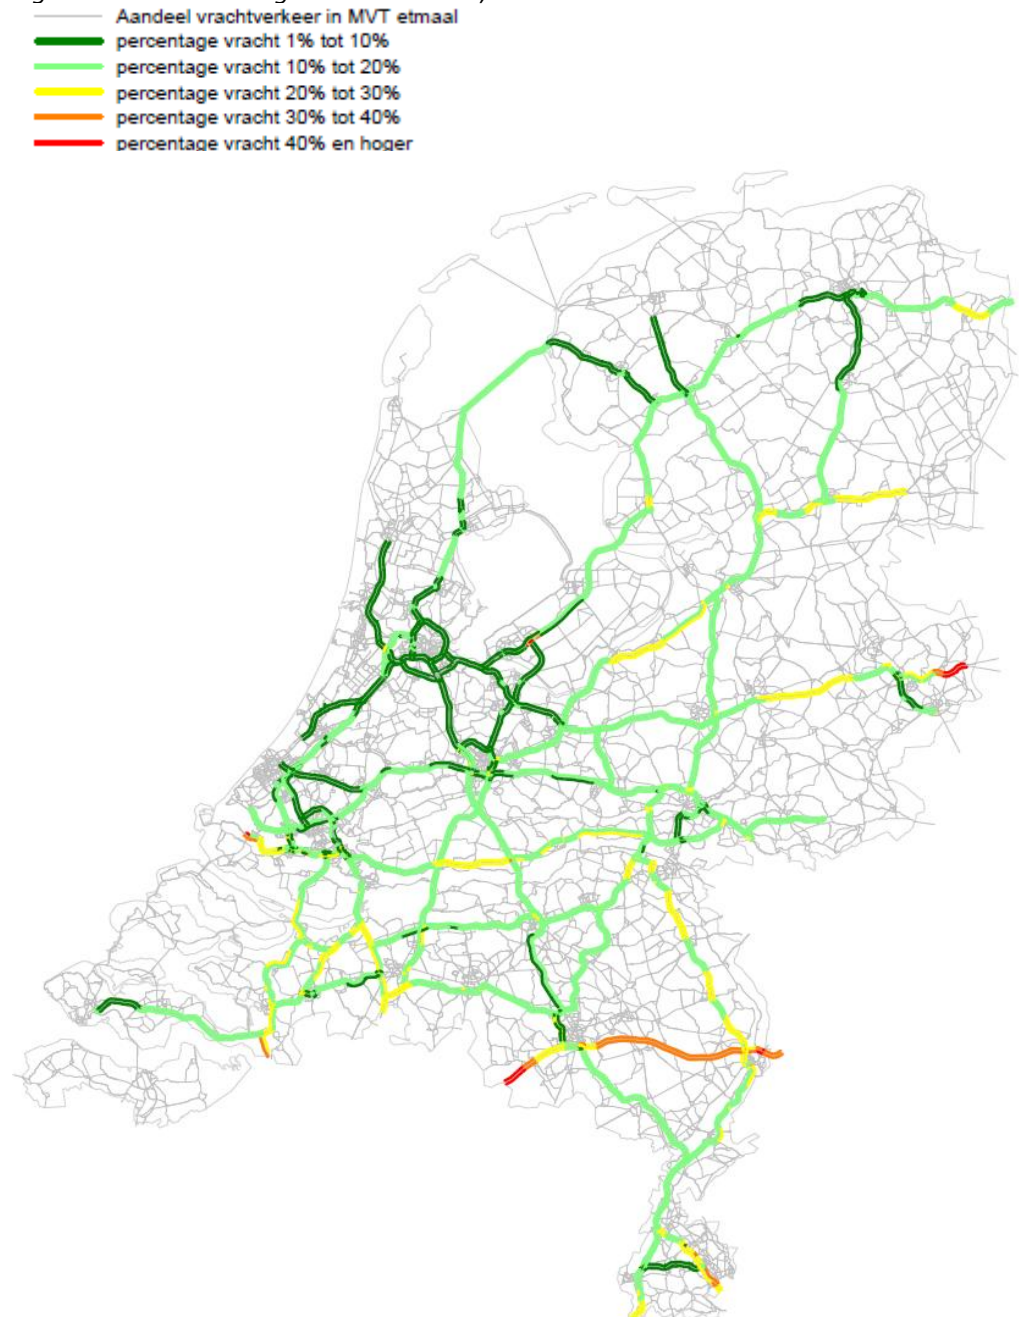 Aandeel vrachtverkeer in MVT etmaal
percentage vracht 1% tot 10%
percentage vracht 10% tot 20%
percentage vracht 20% tot 30%
percentage vracht 30% tot 40%
percentage vracht 40% en hoger